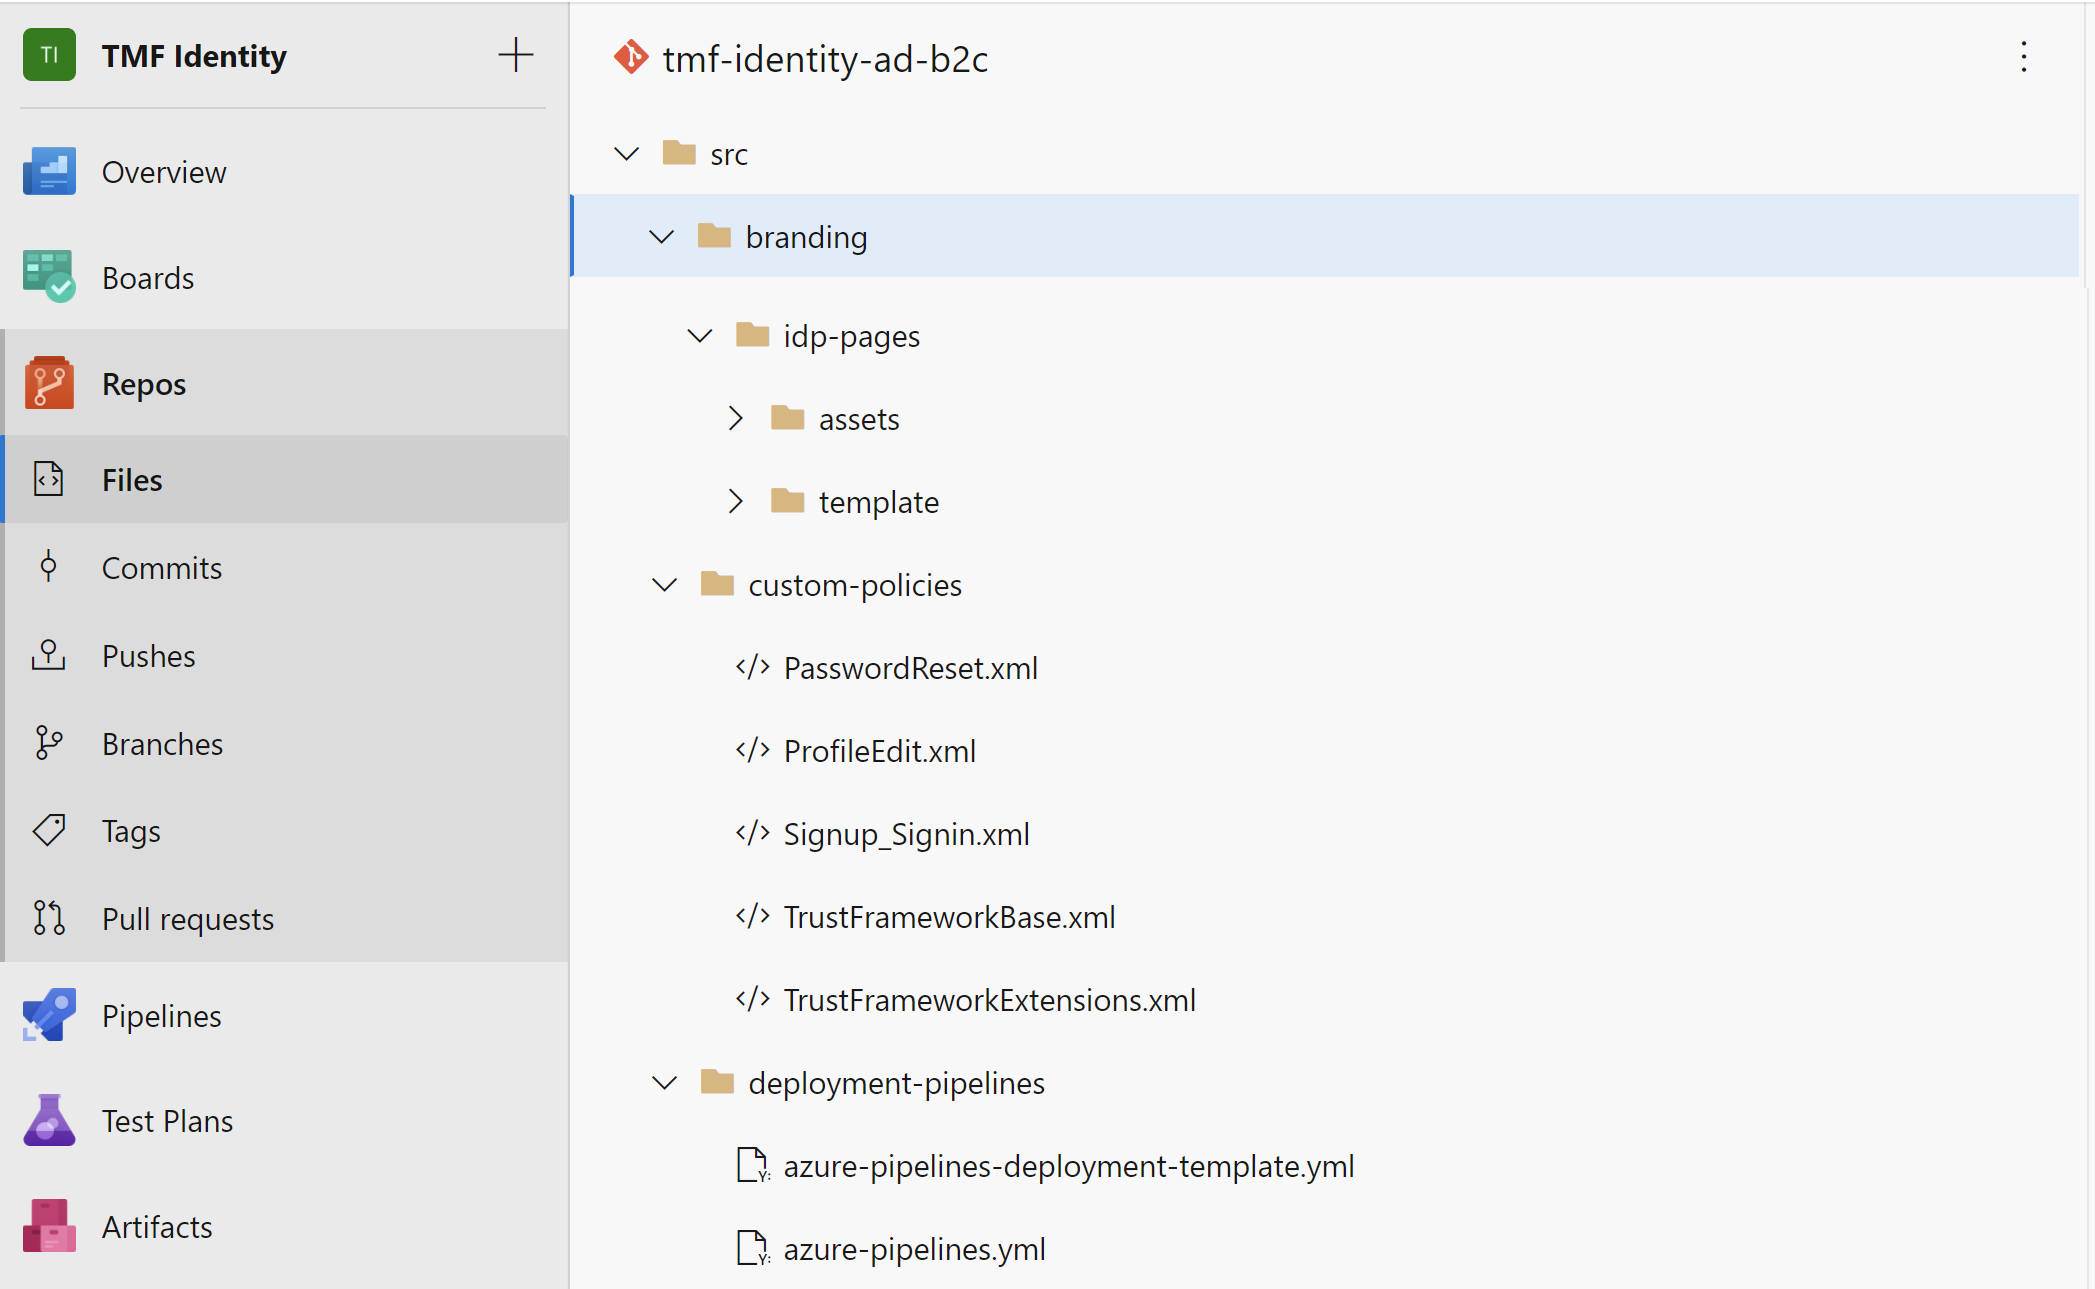 TI
TMF Identity
Overview
Boards
Repos
Files
Commits
Pushes
Branches
Tags
Pull requests
Pipelines
Test Plans
Artifacts
tmf-identity-ad-b2c
src
branding
idp-pages
assets
template
custom-policies
PasswordReset.xml
ProfileEdit.xml
Signup_Signin.xml
TrustFrameworkBase.xml
TrustFrameworkExtensions.xml
deployment-pipelines
azure-pipelines-deployment-template.yml
azure-pipelines.yml